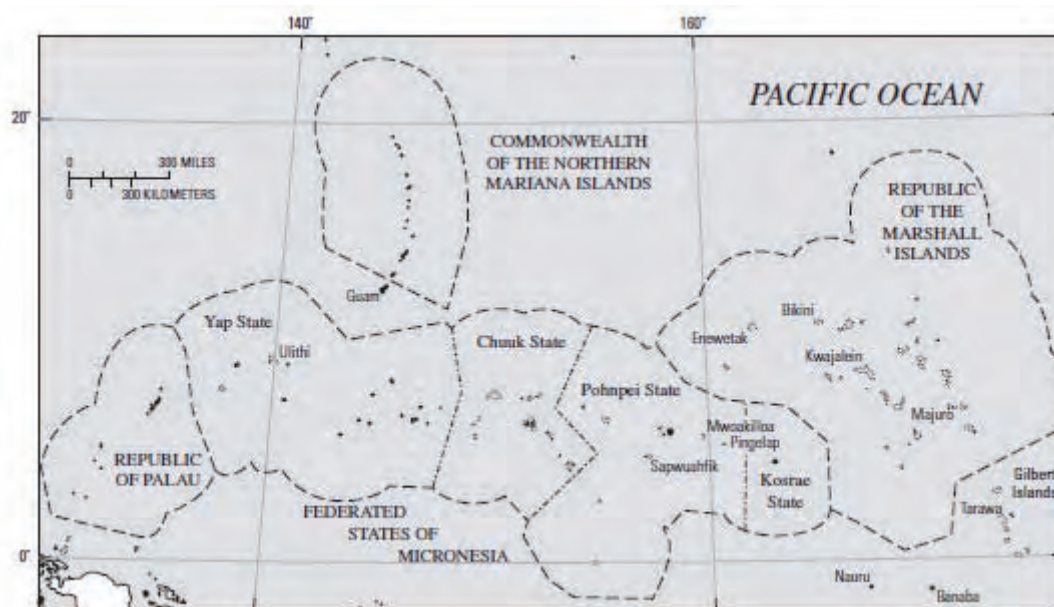 140°
160°
PACIFIC OCEAN
20°
0
300 MILES
0
300 KILOMETERS
COMMONWEALTH
OF THE NORTHERN
MARIANA ISLANDS
REPUBLIC
OF THE
MARSHALL
ISLANDS
Guam
Yap State
Ulithi
Chuuk State
Enewetak
Bikini
Kwajalein
Pohnpei State
Majuro
Mwoakilloa
Pingelap
Sapwuahfik
REPUBLIC
OF PALAU
Kosrae
State
Gilbert
Islands
Tarawa
FEDERATED
STATES OF
MICRONESIA
0°
Nauru
Banaba